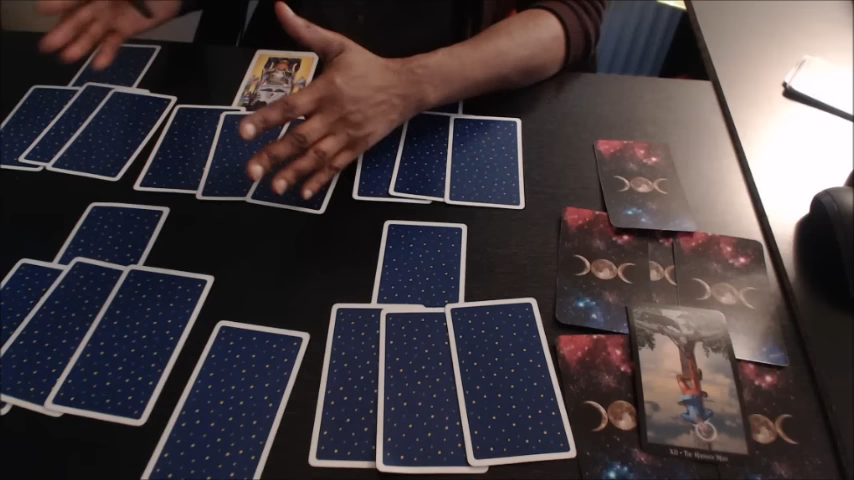 XII • The Hanged Man